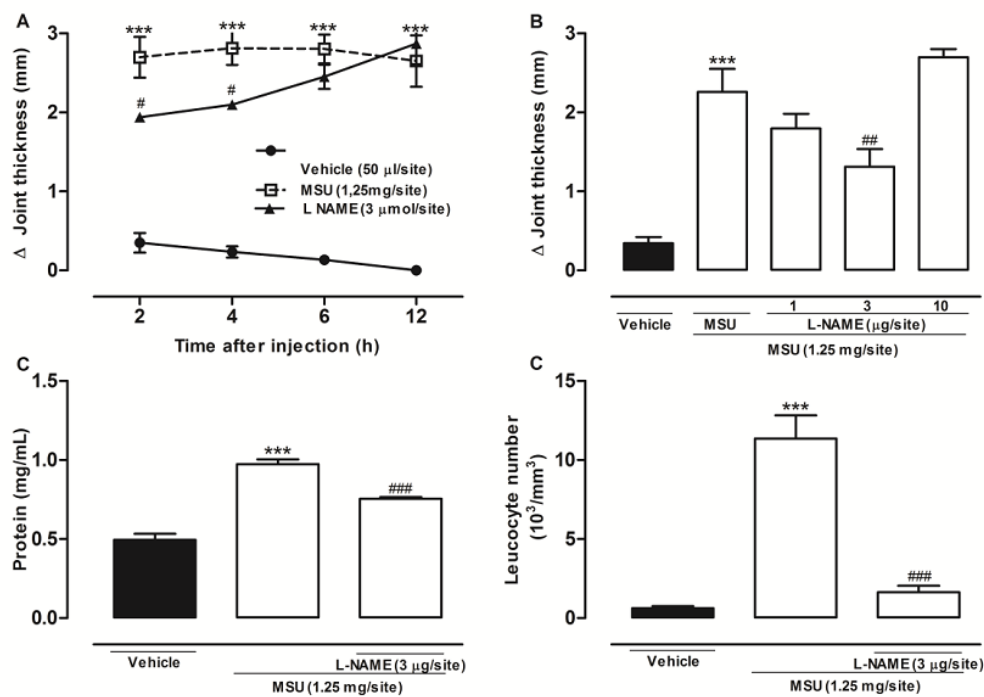 A
Δ Joint thickness (mm)
3
2
1
0
*** *** *** ***
# #
Vehicle (50 μl/site)
MSU (1,25mg/site)
L NAME (3 μmol/site)
2 4 6 12
Time after injection (h)
B
Δ Joint thickness (mm)
3
2
1
0
***
##
1 3 10
Vehicle MSU L-NAME (μg/site)
MSU (1.25 mg/site)
C
Protein (mg/mL)
1.5
1.0
0.5
0.0
***
###
Vehicle L-NAME (3 μg/site)
MSU (1.25 mg/site)
C
Leucocyte number
(10³/mm³)
15
10
5
0
***
###
Vehicle L-NAME (3 μg/site)
MSU (1.25 mg/site)